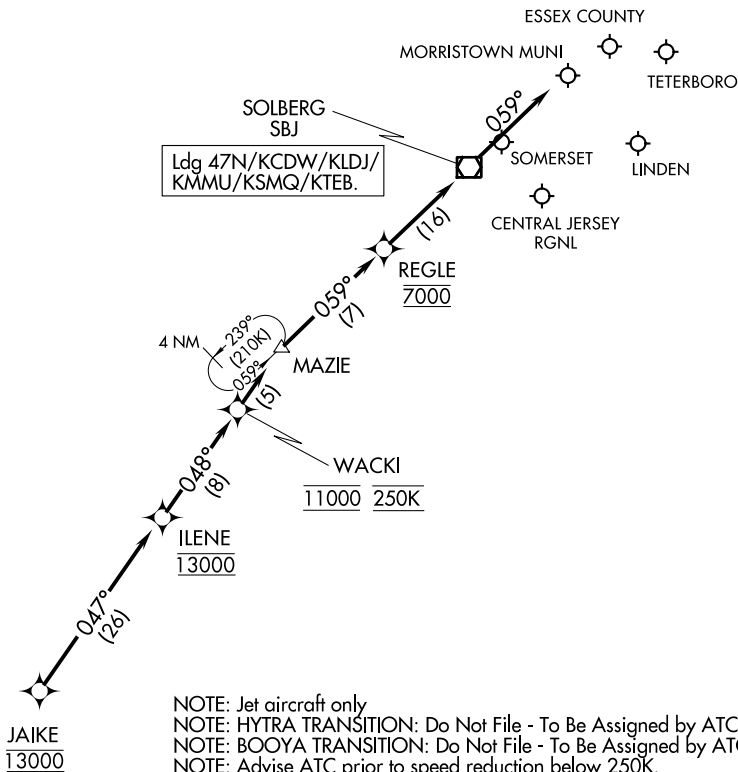 ESSEX COUNTY
MORRISTOWN MUNI
TETERBORO
SOLBERG
SBJ
059°
Ldg 47N/KCDW/KLDJ/
KMMU/KSMQ/KTEB.
SOMERSET
LINDEN
CENTRAL JERSEY
RGNL
(16)
REGLE
7000
059°
(7)
4 NM
239°
(210K)
059°
MAZIE
(5)
WACKI
11000 250K
048°
(8)
ILENE
13000
047°
(26)
JAIKE
13000
NOTE: Jet aircraft only
NOTE: HYTRA TRANSITION: Do Not File - To Be Assigned by ATC
NOTE: BOOYA TRANSITION: Do Not File - To Be Assigned by ATC
NOTE: Advise ATC prior to speed reduction below 250K.